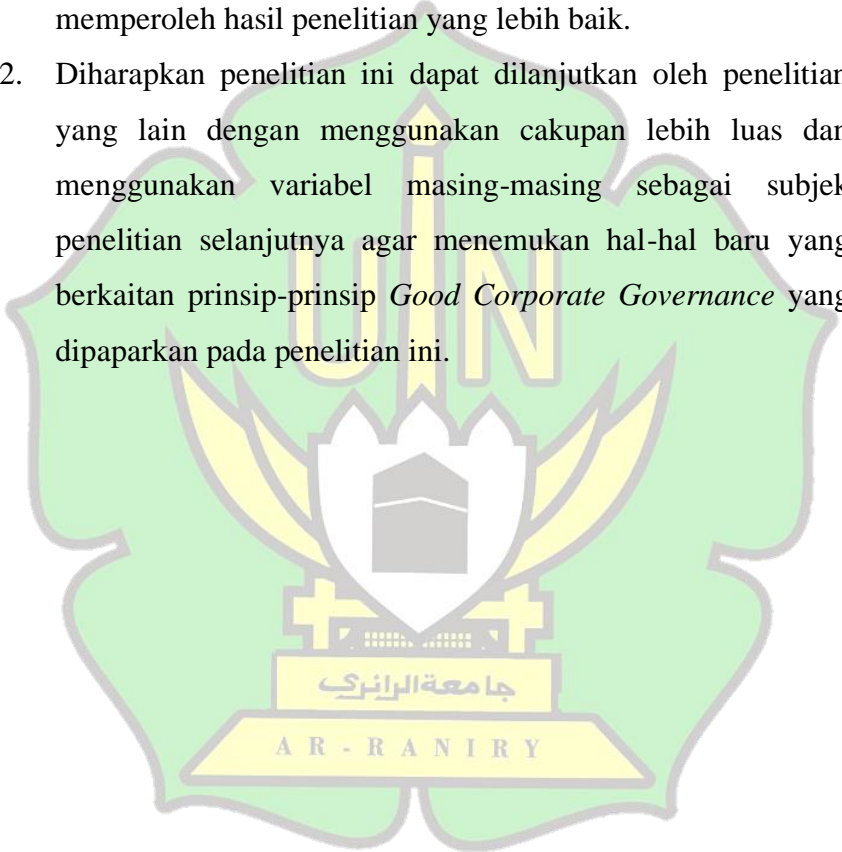 memperoleh hasil penelitian yang lebih baik.
2. Diharapkan penelitian ini dapat dilanjutkan oleh penelitian
yang lain dengan menggunakan cakupan lebih luas dan
menggunakan variabel masing-masing sebagai subjek
penelitian selanjutnya agar menemukan hal-hal baru yang
berkaitan prinsip-prinsip Good Corporate Governance yang
dipaparkan pada penelitian ini.
UIN
جامعة الرانري
AR-RANIRY